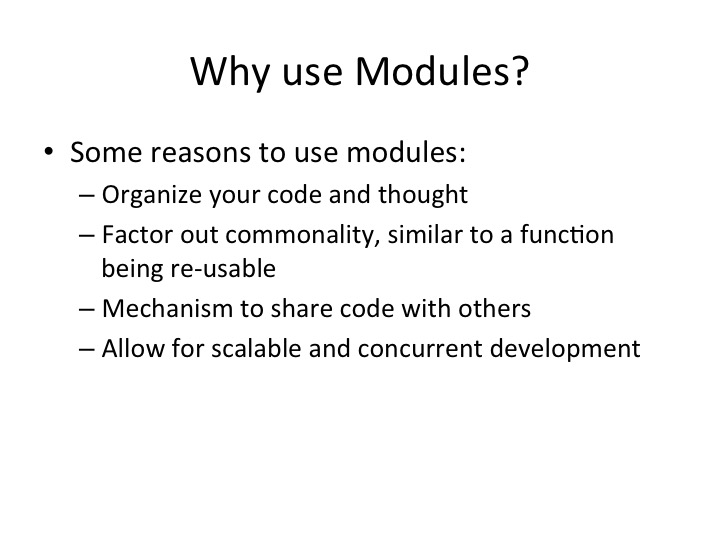 Why use Modules?
• Some reasons to use modules:
– Organize your code and thought
– Factor out commonality, similar to a function
being re-usable
– Mechanism to share code with others
– Allow for scalable and concurrent development